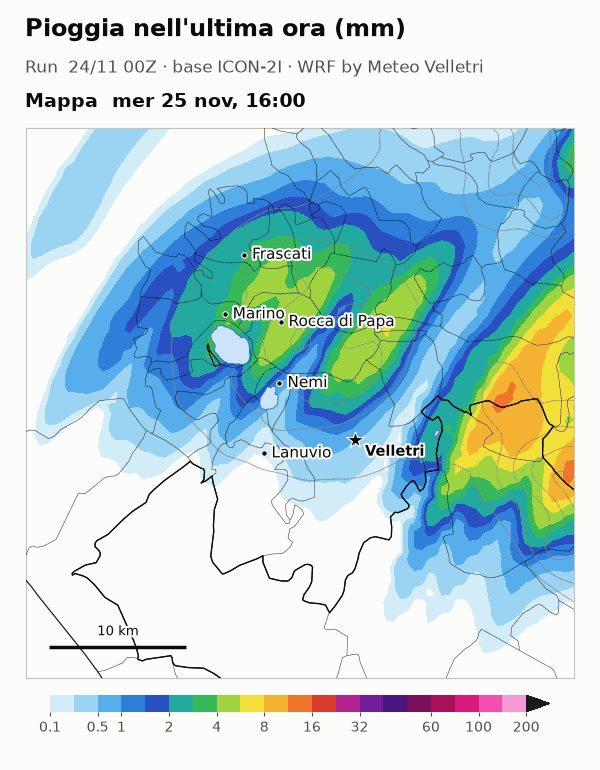 Pioggia nell'ultima ora (mm)
Run  24/11 00Z · base ICON-2I · WRF by Meteo Velletri
Mappa  mer 25 nov, 16:00
Frascati
Marino
Rocca di Papa
Nemi
Velletri
Lanuvio
10 km
0.1 0.5 1 2 4 8 16 32 60 100 200